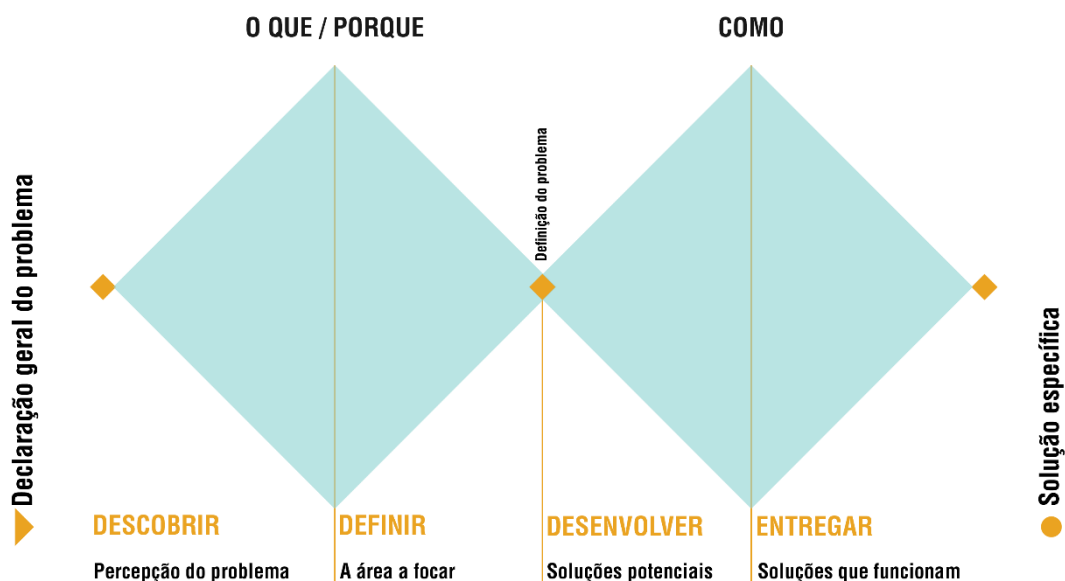 O QUE / PORQUE
COMO
Declaração geral do problema
Definição do problema
Solução específica
DESCOBRIR
DEFINIR
DESENVOLVER
ENTREGAR
Percepção do problema
A área a focar
Soluções potenciais
Soluções que funcionam